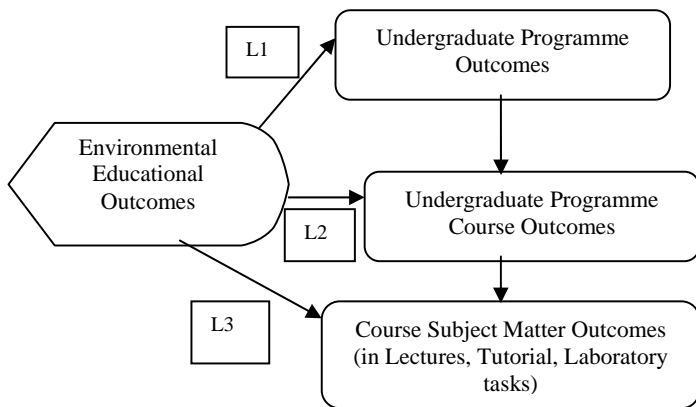 L1
Undergraduate Programme
Outcomes
Environmental
Educational
Outcomes
L2
Undergraduate Programme
Course Outcomes
L3
Course Subject Matter Outcomes
(in Lectures, Tutorial, Laboratory
tasks)